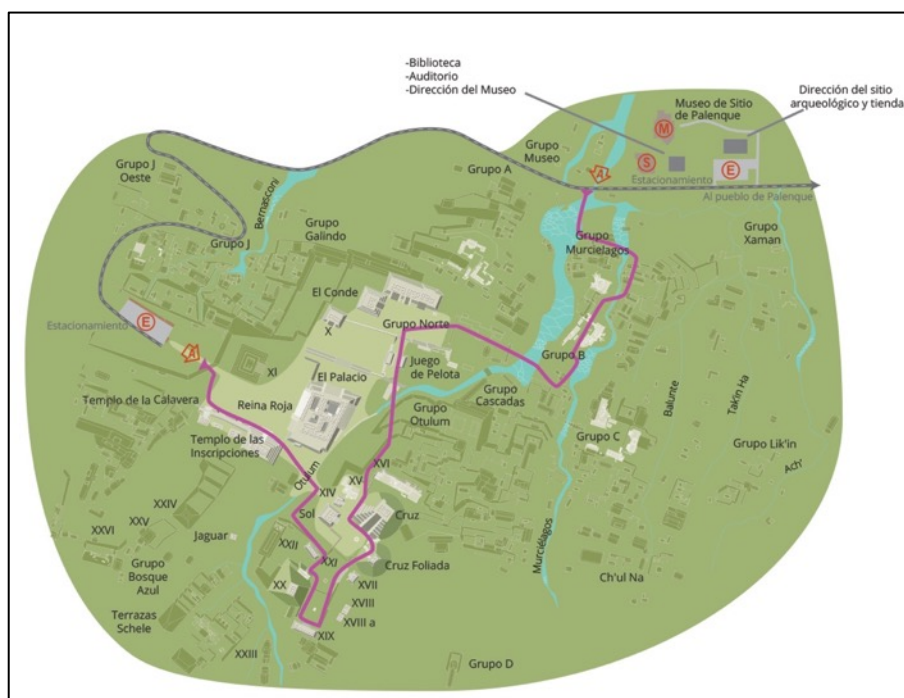 -Biblioteca
-Auditorio
-Dirección del Museo
Museo de Sitio
de Palenque
Dirección del sitio
arqueológico y tienda
M
S
E
A
Estacionamiento
Al pueblo de Palenque
Grupo
Museo
Grupo A
Grupo J
Oeste
Bernasconi
Grupo J
Grupo
Galindo
Grupo
Murcielagos
Grupo
Xaman
El Conde
X
Grupo Norte
Estacionamiento
E
A
XI
Juego
de Pelota
Grupo B
El Palacio
Templo de la Calavera
Reina Roja
Grupo
Cascadas
Grupo
Otulum
Balunte
Takin Ha
Templo de las
Inscripciones
Grupo C
Grupo Lik'in
Ach'
Otulum
XVI
XV
XIV
Sol
Cruz
XXIV
XXV
XXVI
Jaguar
XXII
XXI
Cruz Foliada
Murciélagos
Grupo
Bosque
Azul
XX
XVII
XVIII
XVIII a
XIX
Ch'ul Na
Terrazas
Schele
XXIII
Grupo D